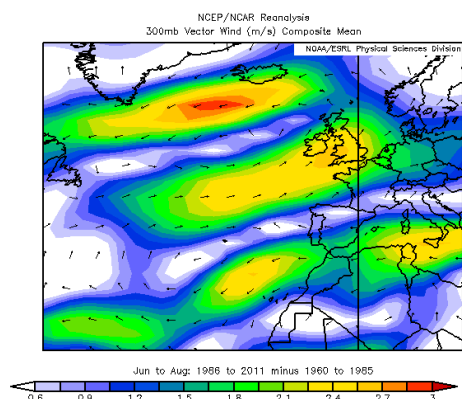 NCEP/NCAR Reanalysis
300mb Vector Wind (m/s) Composite Mean
NOAA/ESRL Physical Sciences Division
Jun to Aug: 1986 to 2011 minus 1960 to 1985
0.6 0.9 1.2 1.5 1.8 2.1 2.4 2.7 3